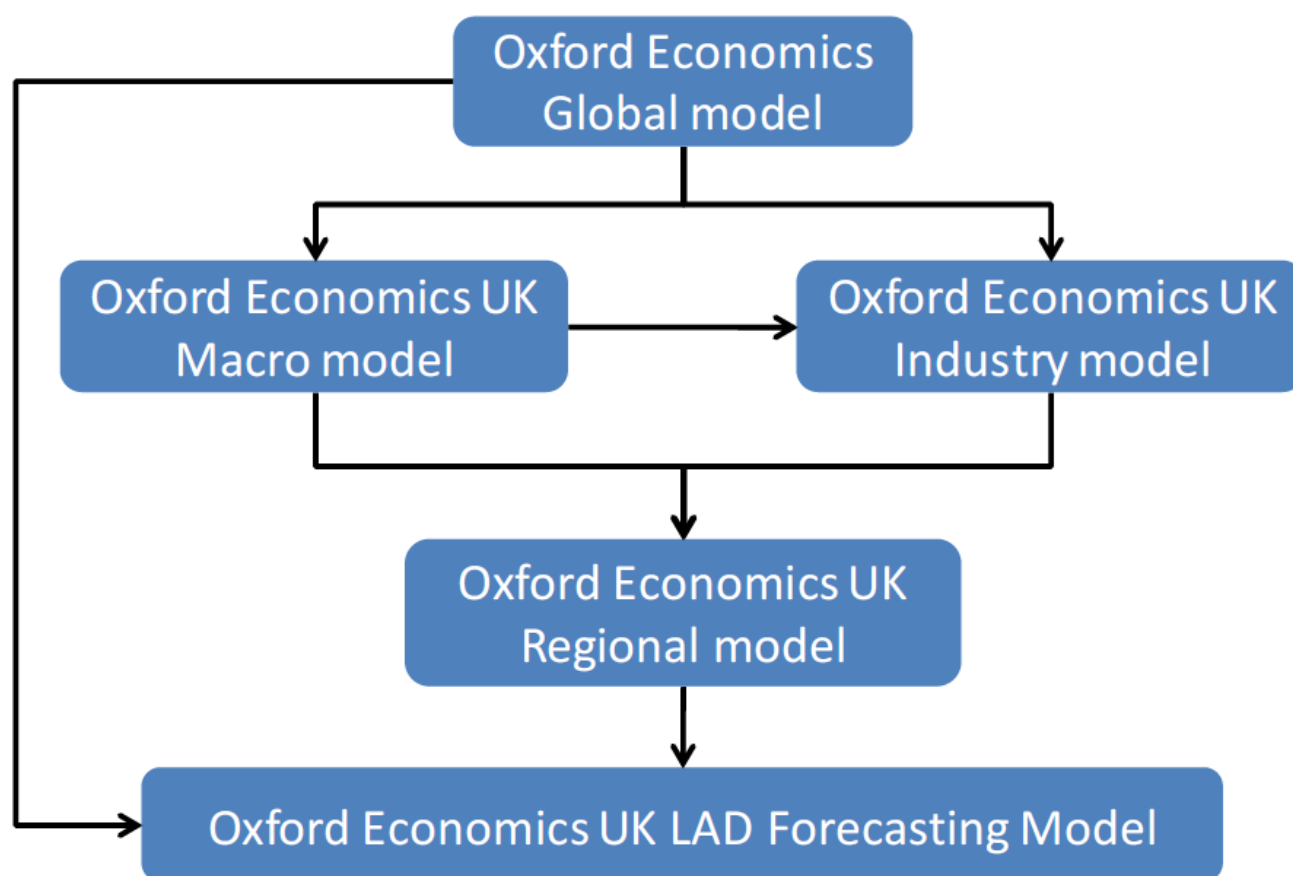 Oxford Economics
Global model
Oxford Economics UK
Macro model
Oxford Economics UK
Industry model
Oxford Economics UK
Regional model
Oxford Economics UK LAD Forecasting Model